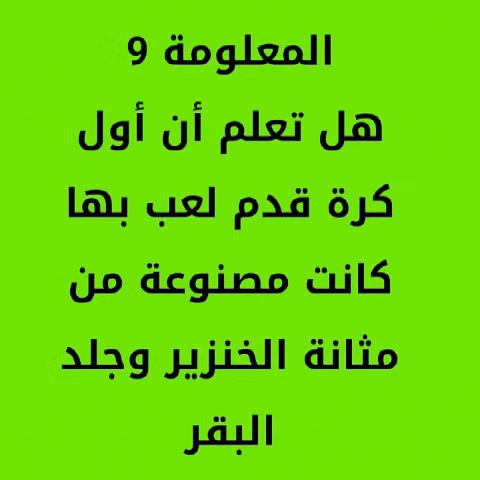 المعلومة 9
هل تعلم أن أول
كرة قدم لعب بها
كانت مصنوعة من
مثانة الخنزير وجلد
البقر